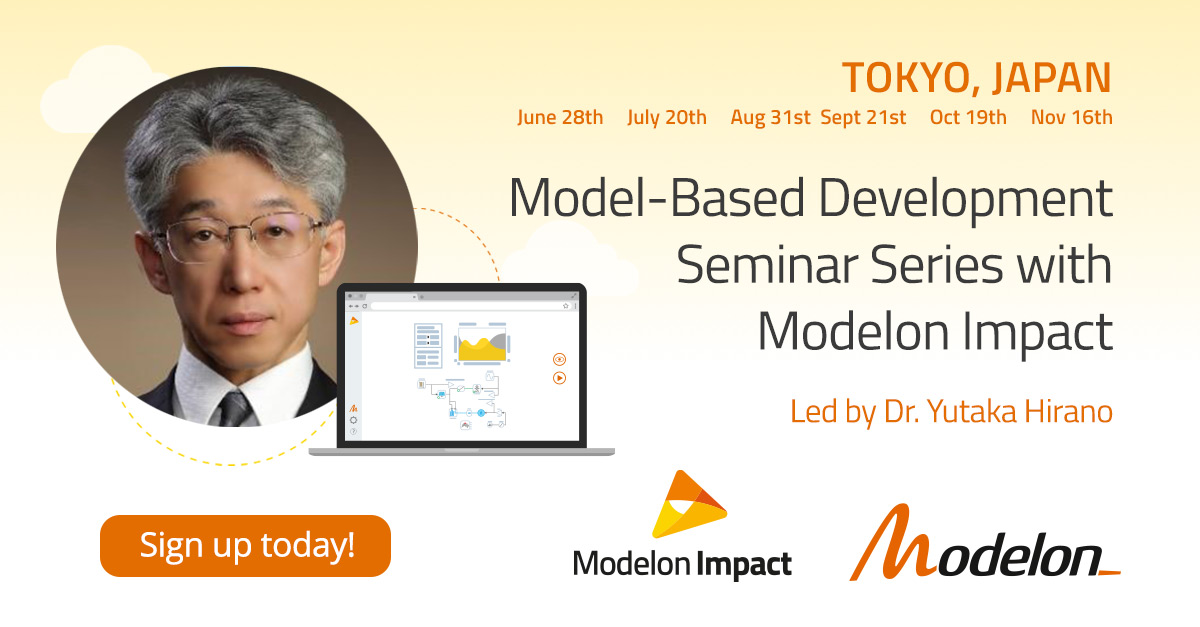 TOKYO, JAPAN
June 28th July 20th Aug 31st Sept 21st Oct 19th Nov 16th
Model-Based Development
Seminar Series with
Modelon Impact
Led by Dr. Yutaka Hirano
Sign up today!
Modelon Impact
Modelon